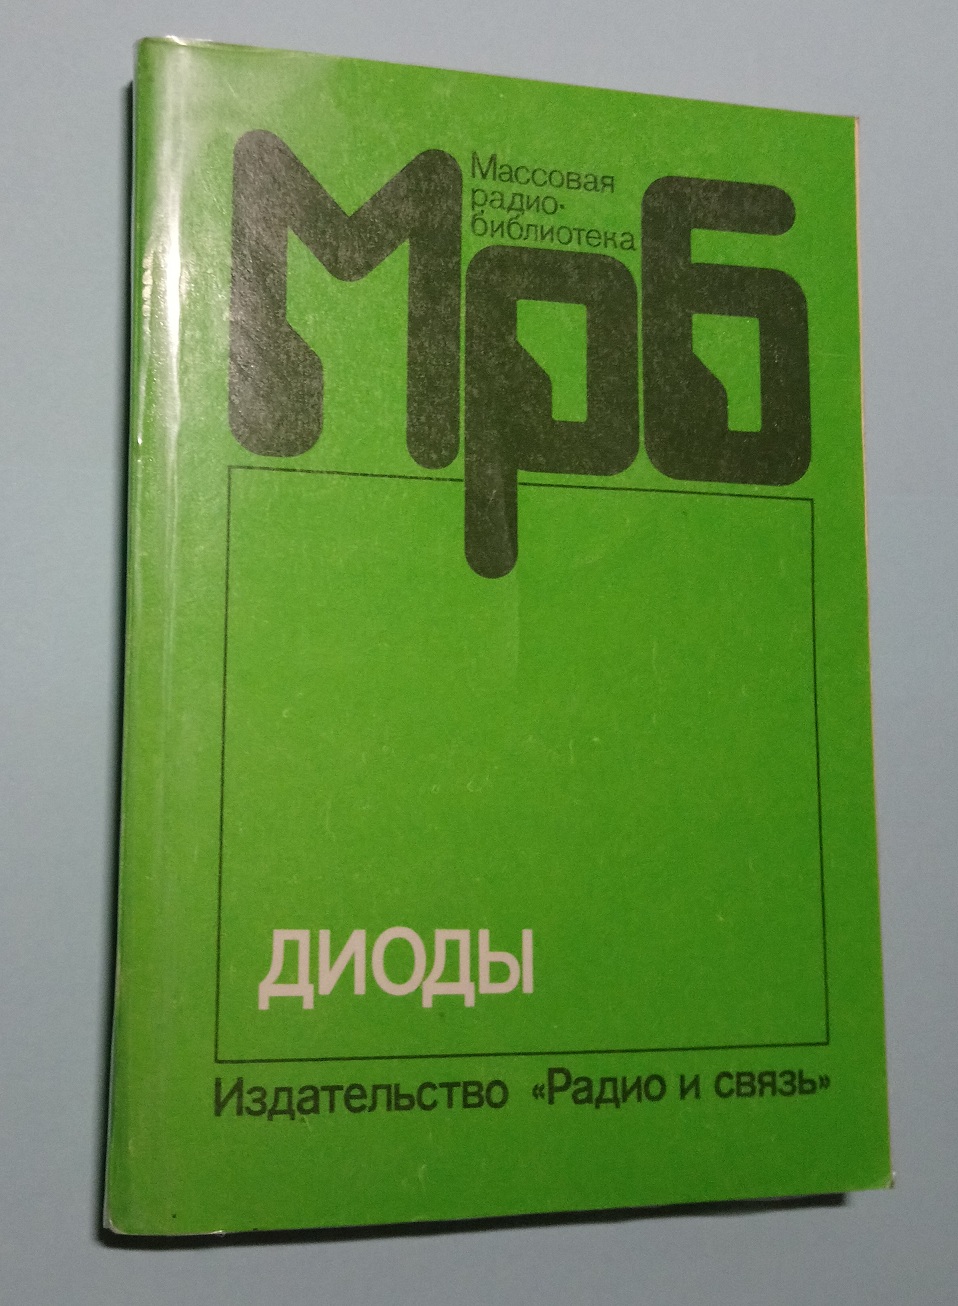 Мрб
Массовая
радио-
библиотека
ДИОДЫ
Издательство «Радио и связь»